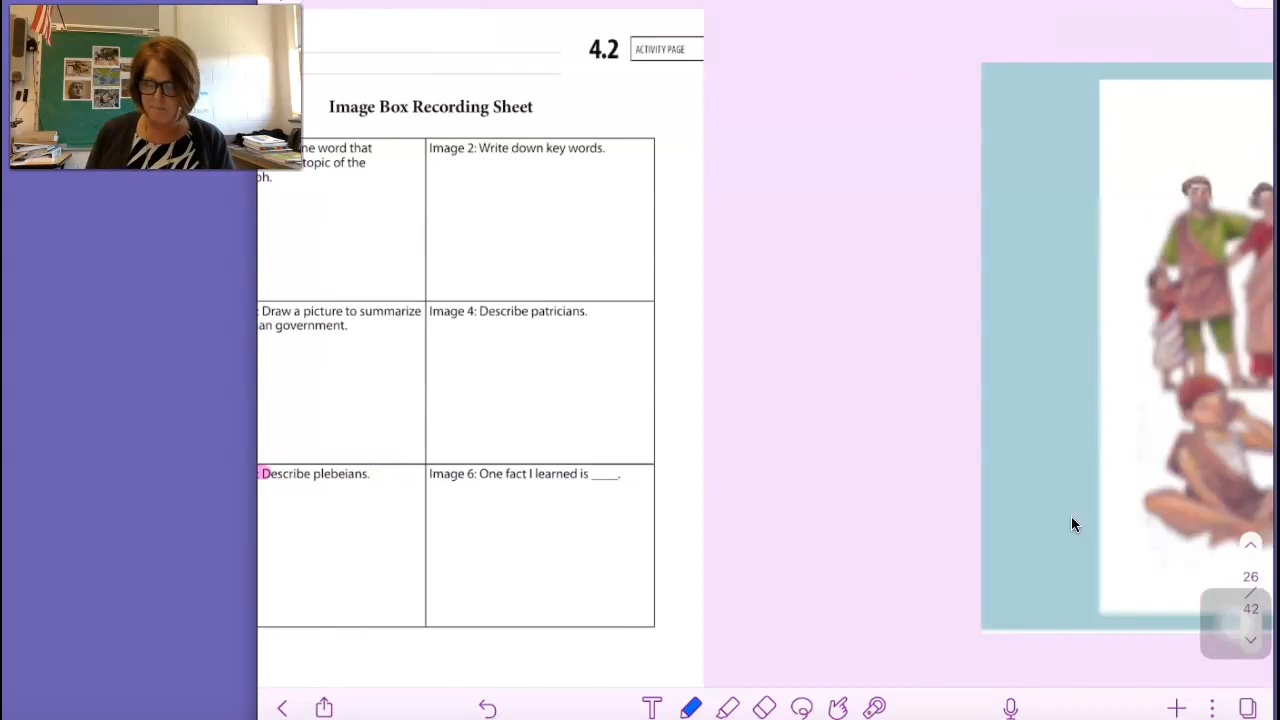 4.2 ACTIVITY PAGE
Image Box Recording Sheet
ne word that
topic of the
ph.
Image 2: Write down key words.
: Draw a picture to summarize
an government.
Image 4: Describe patricians.
: Describe plebeians.
Image 6: One fact I learned is ____.
26
42
T